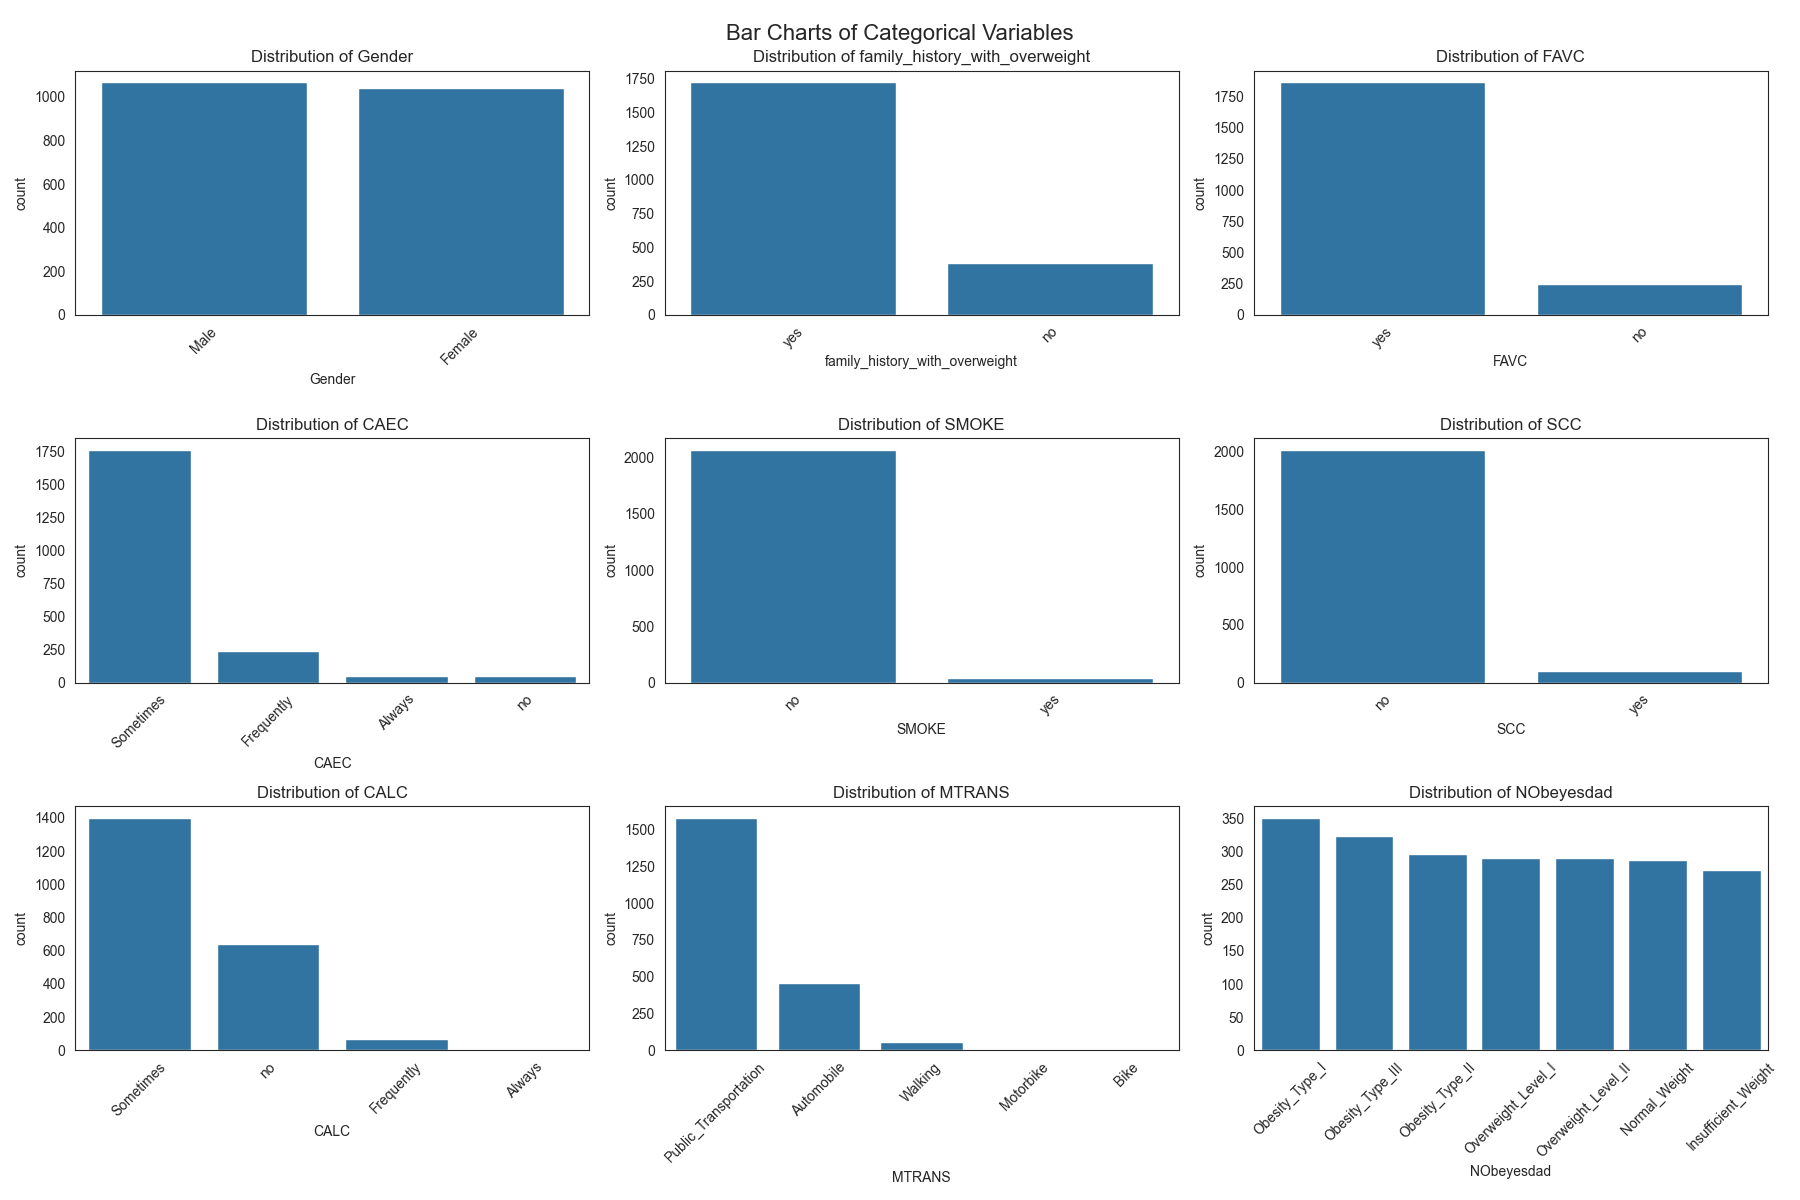 Bar Charts of Categorical Variables
Distribution of Gender
count
1000
800
600
400
200
0
Male
Female
Gender
Distribution of family_history_with_overweight
count
1750
1500
1250
1000
750
500
250
0
yes
no
family_history_with_overweight
Distribution of FAVC
count
1750
1500
1250
1000
750
500
250
0
yes
no
FAVC
Distribution of CAEC
count
1750
1500
1250
1000
750
500
250
0
Sometimes
Frequently
Always
no
CAEC
Distribution of SMOKE
count
2000
1500
1000
500
0
no
yes
SMOKE
Distribution of SCC
count
2000
1500
1000
500
0
no
yes
SCC
Distribution of CALC
count
1400
1200
1000
800
600
400
200
0
Sometimes
no
Frequently
Always
CALC
Distribution of MTRANS
count
1500
1250
1000
750
500
250
0
Public_Transportation
Automobile
Walking
Motorbike
Bike
MTRANS
Distribution of NObeyesdad
count
350
300
250
200
150
100
50
0
Obesity_Type_I
Obesity_Type_III
Obesity_Type_II
Overweight_Level_I
Overweight_Level_II
Normal_Weight
Insufficient_Weight
NObeyesdad